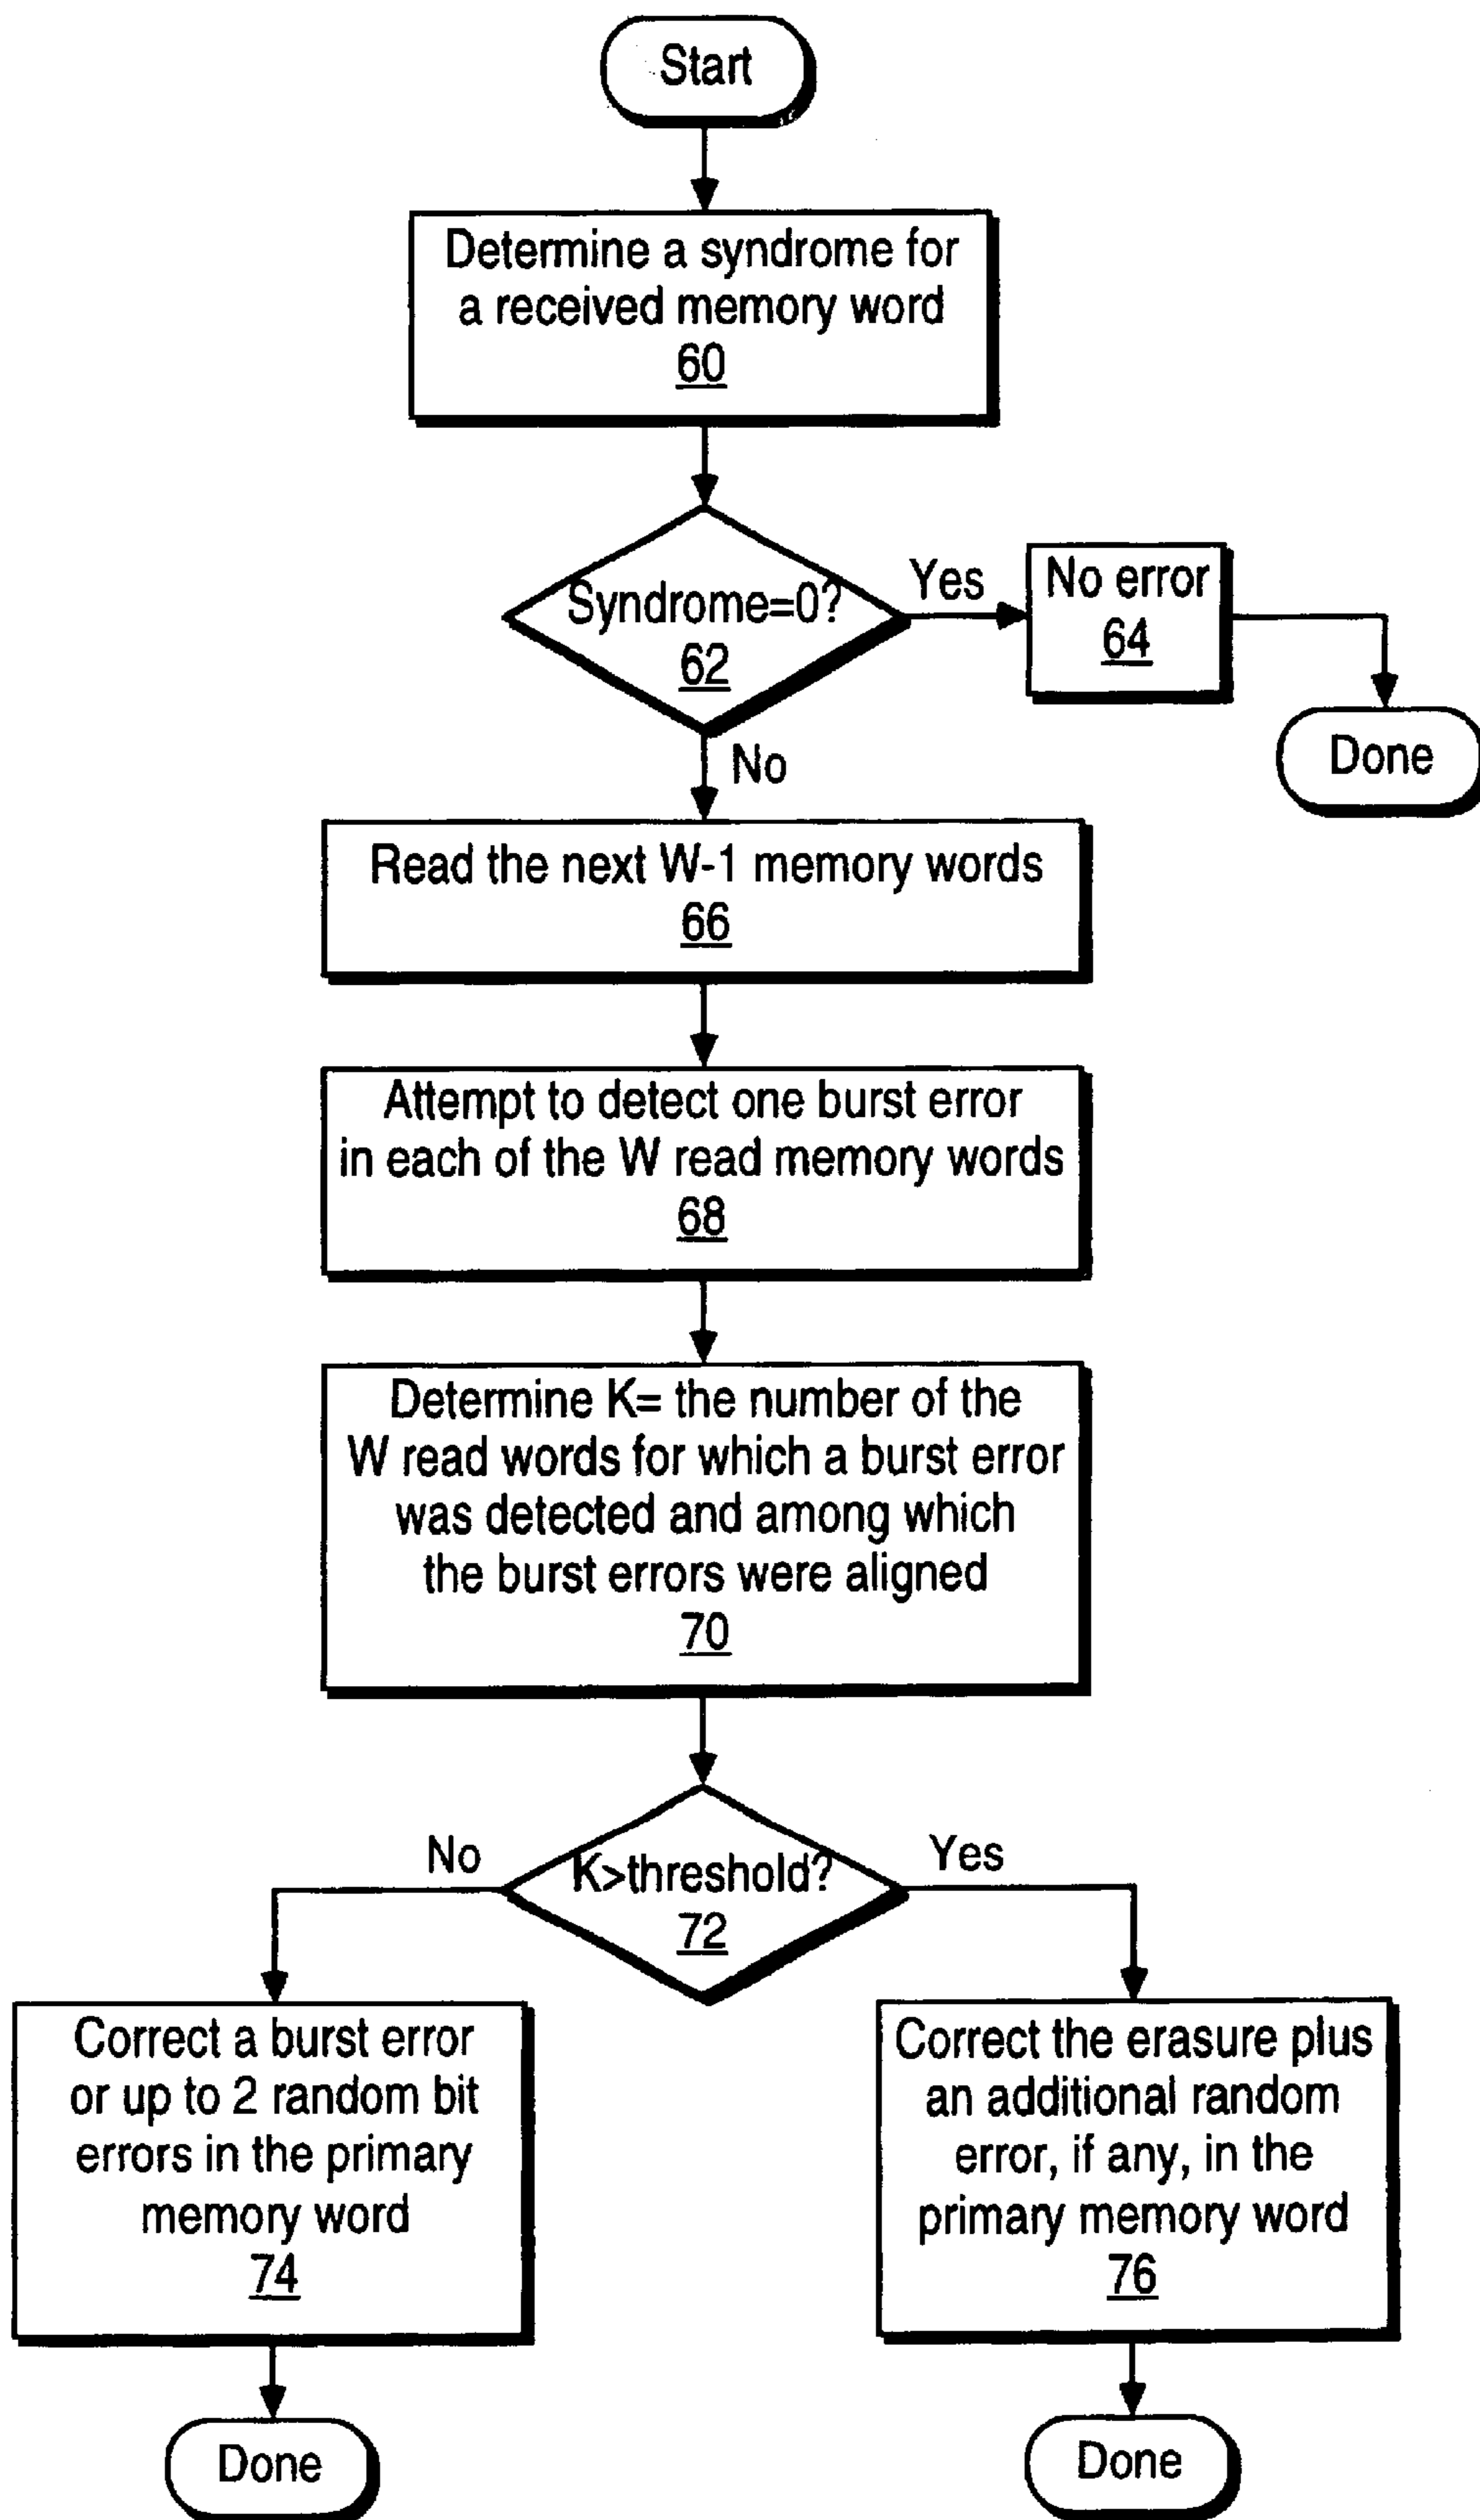 Start
Determine a syndrome for
a received memory word
60
Syndrome=0?
62
Yes
No error
64
Done
No
Read the next W-1 memory words
66
Attempt to detect one burst error
in each of the W read memory words
68
Determine K= the number of the
W read words for which a burst error
was detected and among which
the burst errors were aligned
70
K>threshold?
72
No
Yes
Correct a burst error
or up to 2 random bit
errors in the primary
memory word
74
Done
Correct the erasure plus
an additional random
error, if any, in the
primary memory word
76
Done